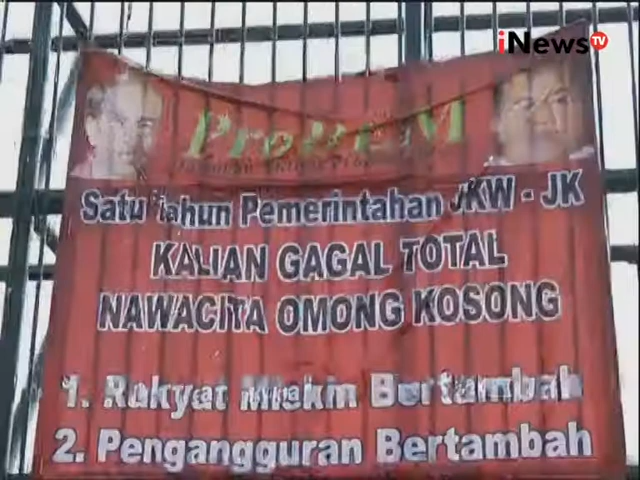 iNews TV
ProDEM
Satu Tahun Pemerintahan JKW - JK
KALIAN GAGAL TOTAL
NAWACITA OMONG KOSONG
1. Rakyat Miskin Bertambah
2. Pengangguran Bertambah